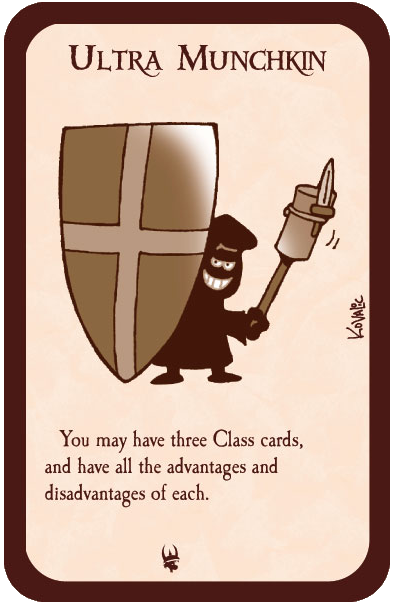 Ultra Munchkin
Kovalic
You may have three Class cards,
and have all the advantages and
disadvantages of each.